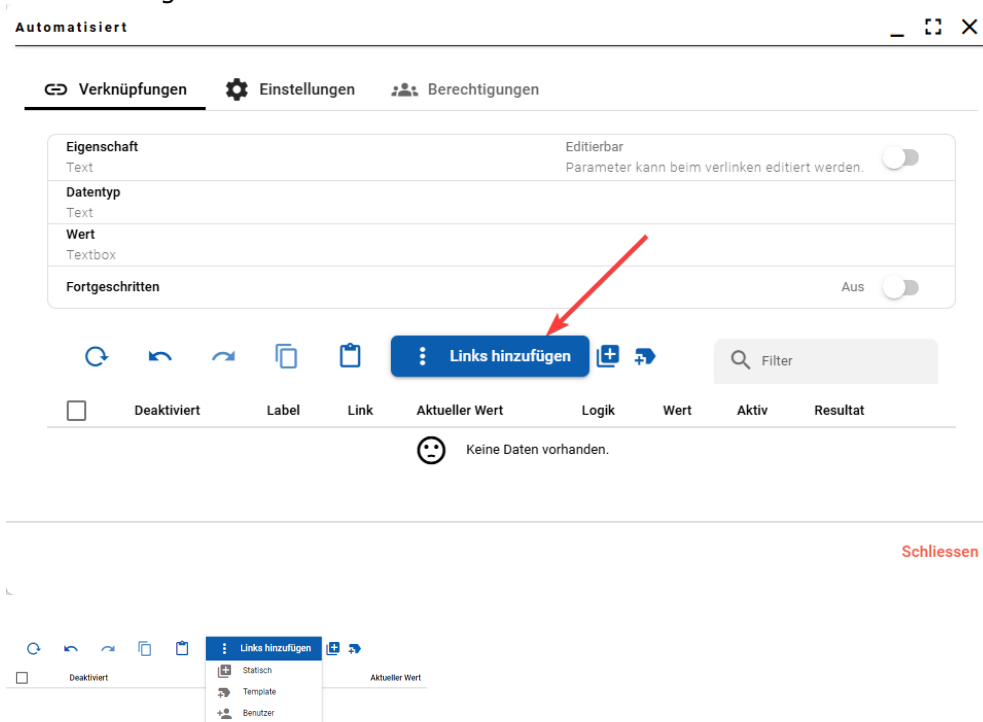 Automatisiert
Verknüpfungen Einstellungen Berechtigungen
Eigenschaft Editierbar
Text Parameter kann beim verlinken editiert werden.
Datentyp
Text
Wert
Textbox
Fortgeschritten Aus
Links hinzufügen Filter
Deaktiviert Label Link Aktueller Wert Logik Wert Aktiv Resultat
Keine Daten vorhanden.
Schliessen
Links hinzufügen
Deaktiviert Statisch Aktueller Wert
Template
Benutzer